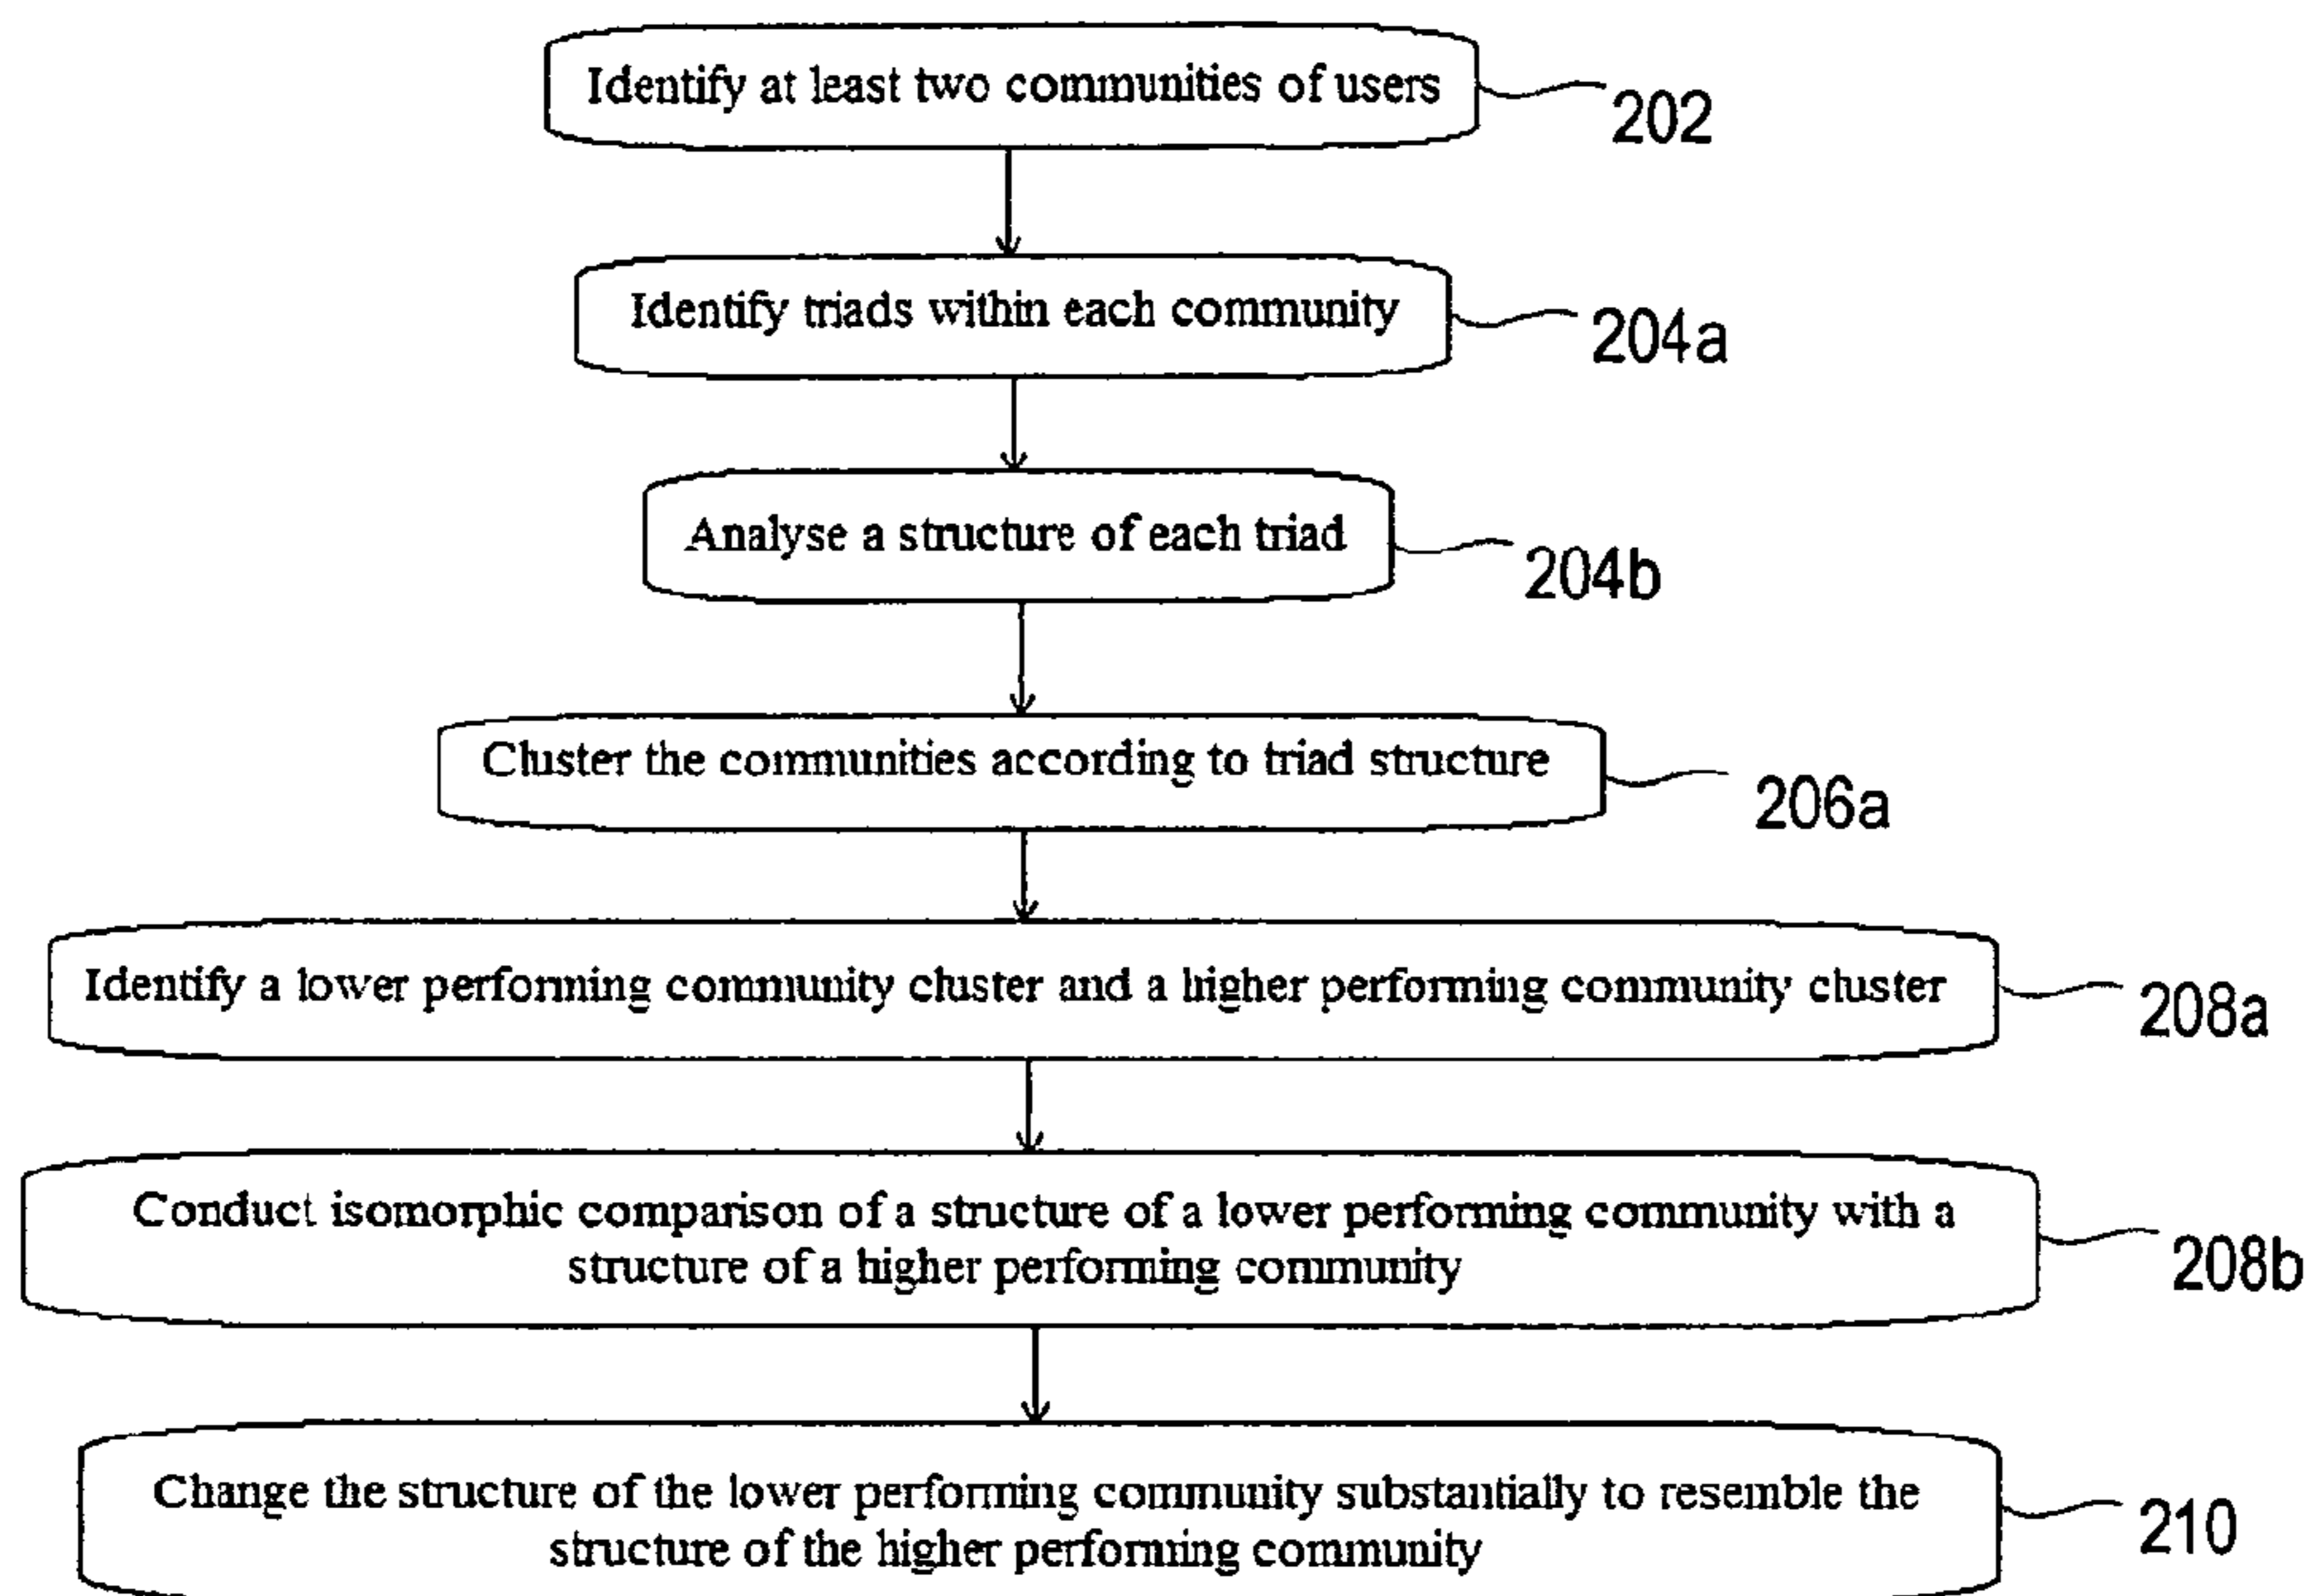 Identify at least two communities of users
202
Identify triads within each community
204a
Analyse a structure of each triad
204b
Cluster the communities according to triad structure
206a
Identify a lower performing community cluster and a higher performing community cluster
208a
Conduct isomorphic comparison of a structure of a lower performing community with a
structure of a higher performing community
208b
Change the structure of the lower performing community substantially to resemble the
structure of the higher performing community
210